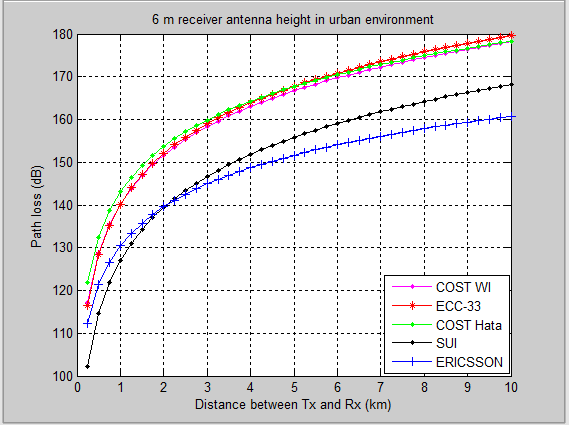 6 m receiver antenna height in urban environment
180
170
160
150
140
130
120
110
100
Path loss (dB)
0 1 2 3 4 5 6 7 8 9 10
Distance between Tx and Rx (km)
COST WI
ECC-33
COST Hata
SUI
ERICSSON